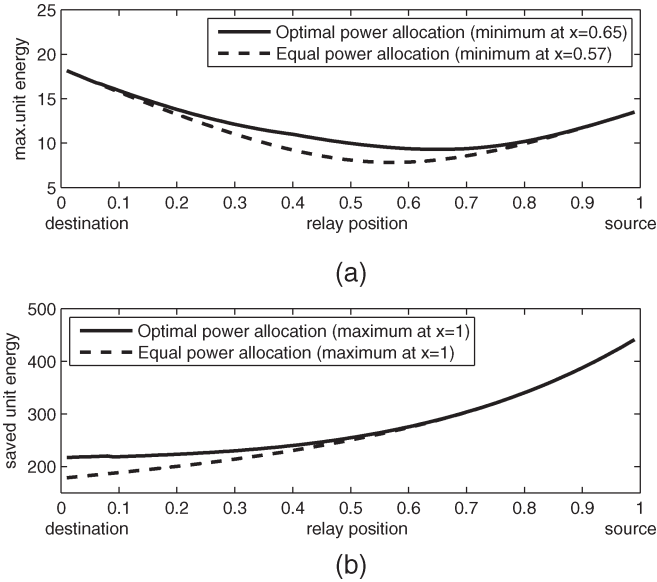 25
20
15
10
5
max.unit energy
Optimal power allocation (minimum at x=0.65)
Equal power allocation (minimum at x=0.57)
0 0.1 0.2 0.3 0.4 0.5 0.6 0.7 0.8 0.9 1
destination relay position source
(a)
500
400
300
200
saved unit energy
Optimal power allocation (maximum at x=1)
Equal power allocation (maximum at x=1)
0 0.1 0.2 0.3 0.4 0.5 0.6 0.7 0.8 0.9 1
destination relay position source
(b)